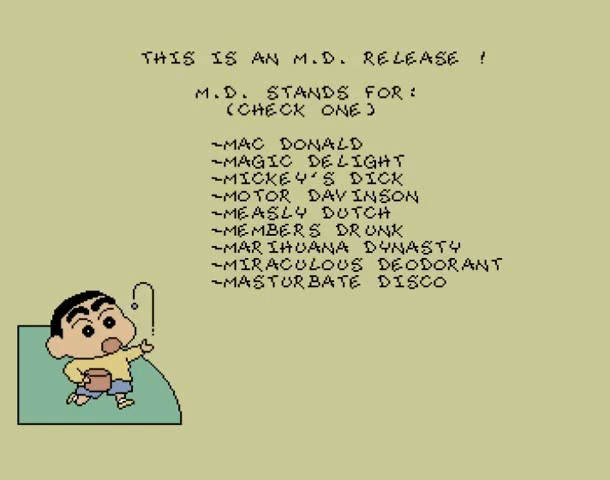 THIS IS AN M.D. RELEASE !
M.D. STANDS FOR:
(CHECK ONE)
~MAC DONALD
~MAGIC DELIGHT
~MICKEY'S DICK
~MOTOR DAVINSON
~MEASLY DUTCH
~MEMBERS DRUNK
~MARIHUANA DYNASTY
~MIRACULOUS DEODORANT
~MASTURBATE DISCO